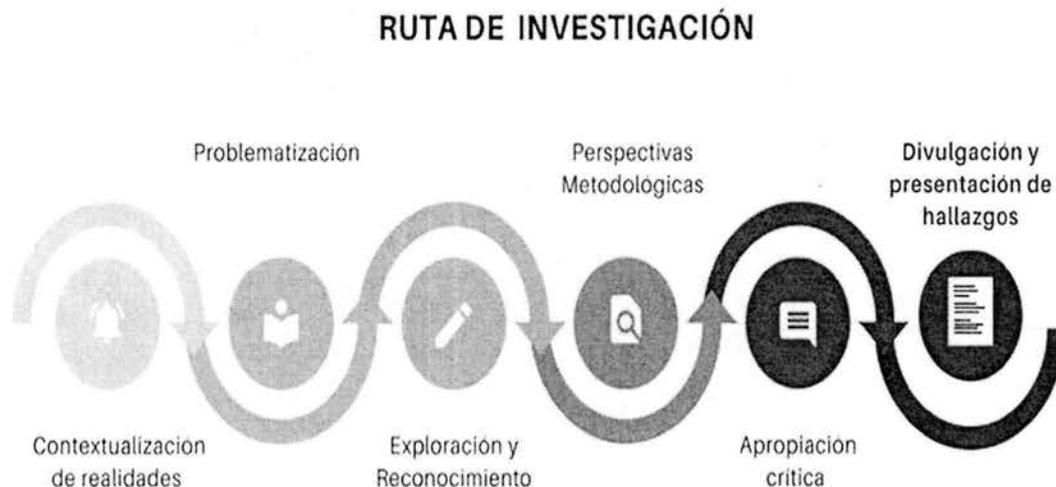 RUTA DE INVESTIGACIÓN
Problematización
Perspectivas
Metodológicas
Divulgación y
presentación de
hallazgos
Contextualización
de realidades
Exploración y
Reconocimiento
Apropiación
crítica